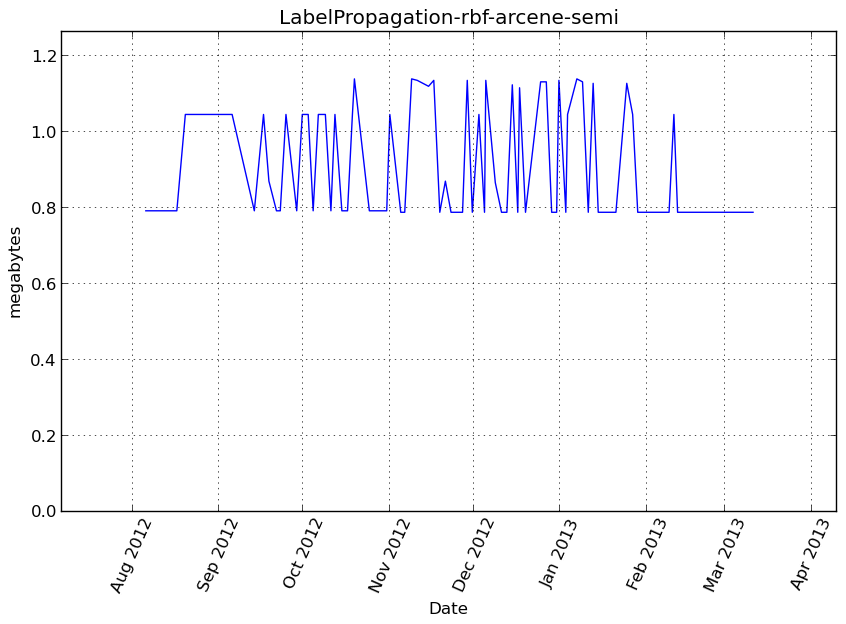 LabelPropagation-rbf-arcene-semi
1.2
1.0
0.8
0.6
0.4
0.2
0.0
megabytes
Aug 2012
Sep 2012
Oct 2012
Nov 2012
Dec 2012
Jan 2013
Feb 2013
Mar 2013
Apr 2013
Date